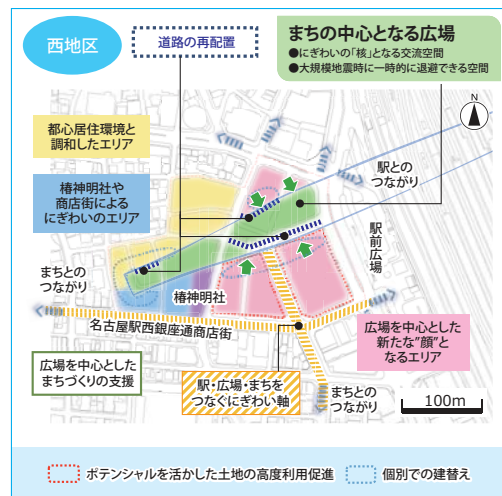 西地区
道路の再配置
まちの中心となる広場
●にぎわいの「核」となる交流空間
●大規模地震時に一時的に退避できる空間
N
都心居住環境と
調和したエリア
椿神明社や
商店街による
にぎわいのエリア
駅との
つながり
駅前広場
まちとの
つながり
椿神明社
名古屋駅西銀座通商店街
広場を中心とした
新たな"顔"と
なるエリア
広場を中心とした
まちづくりの支援
駅・広場・まちを
つなぐにぎわい軸
まちとの
つながり
100m
ポテンシャルを活かした土地の高度利用促進
個別での建替え